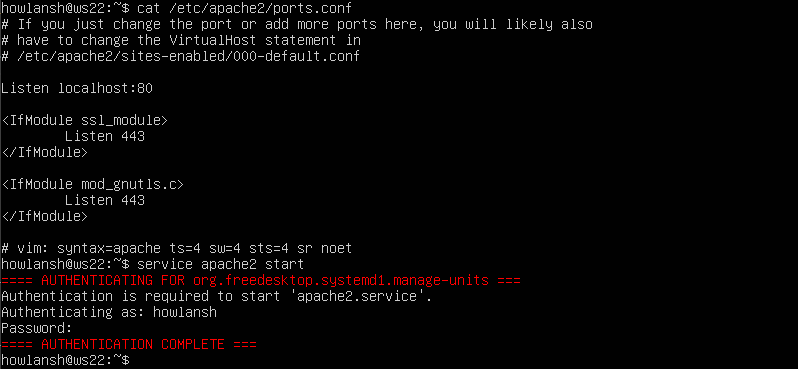 howlansh@ws22:~$ cat /etc/apache2/ports.conf
# If you just change the port or add more ports here, you will likely also
# have to change the VirtualHost statement in
# /etc/apache2/sites-enabled/000-default.conf
Listen localhost:80
<IfModule ssl_module>
        Listen 443
</IfModule>
<IfModule mod_gnutls.c>
        Listen 443
</IfModule>
# vim: syntax=apache ts=4 sw=4 sts=4 sr noet
howlansh@ws22:~$ service apache2 start
==== AUTHENTICATING FOR org.freedesktop.systemd1.manage-units ===
Authentication is required to start 'apache2.service'.
Authenticating as: howlansh
Password:
==== AUTHENTICATION COMPLETE ===
howlansh@ws22:~$